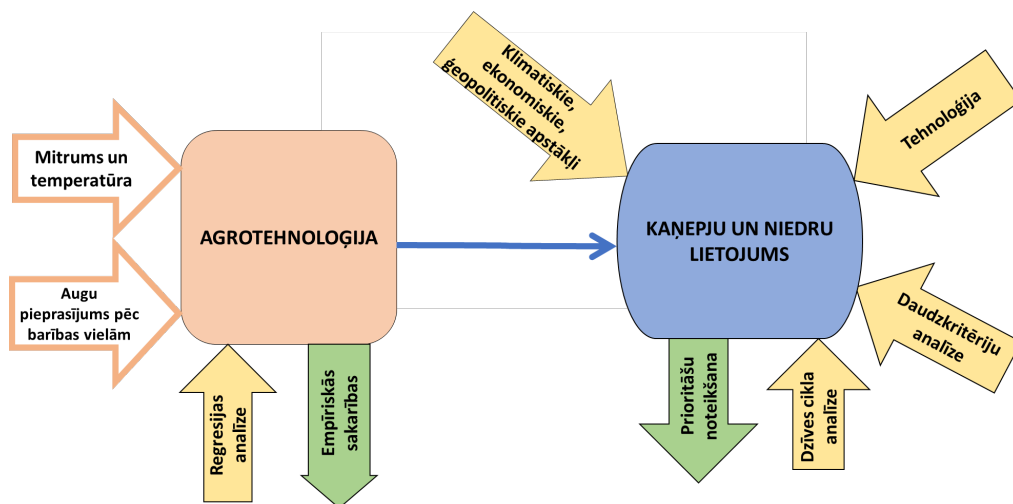 Klimatiskie,
ekonomiskie,
ģeopolitiskie apstākļi
Tehnoloģija
Mitrums un
temperatūra
AGROTEHNOLOĢIJA
KAŅEPJU UN NIEDRU
LIETOJUMS
Augu
pieprasījums pēc
barības vielām
Daudzkritēriju
analīze
Regresijas
analīze
Empīriskās
sakarības
Prioritāšu
noteikšana
Dzīves cikla
analīze